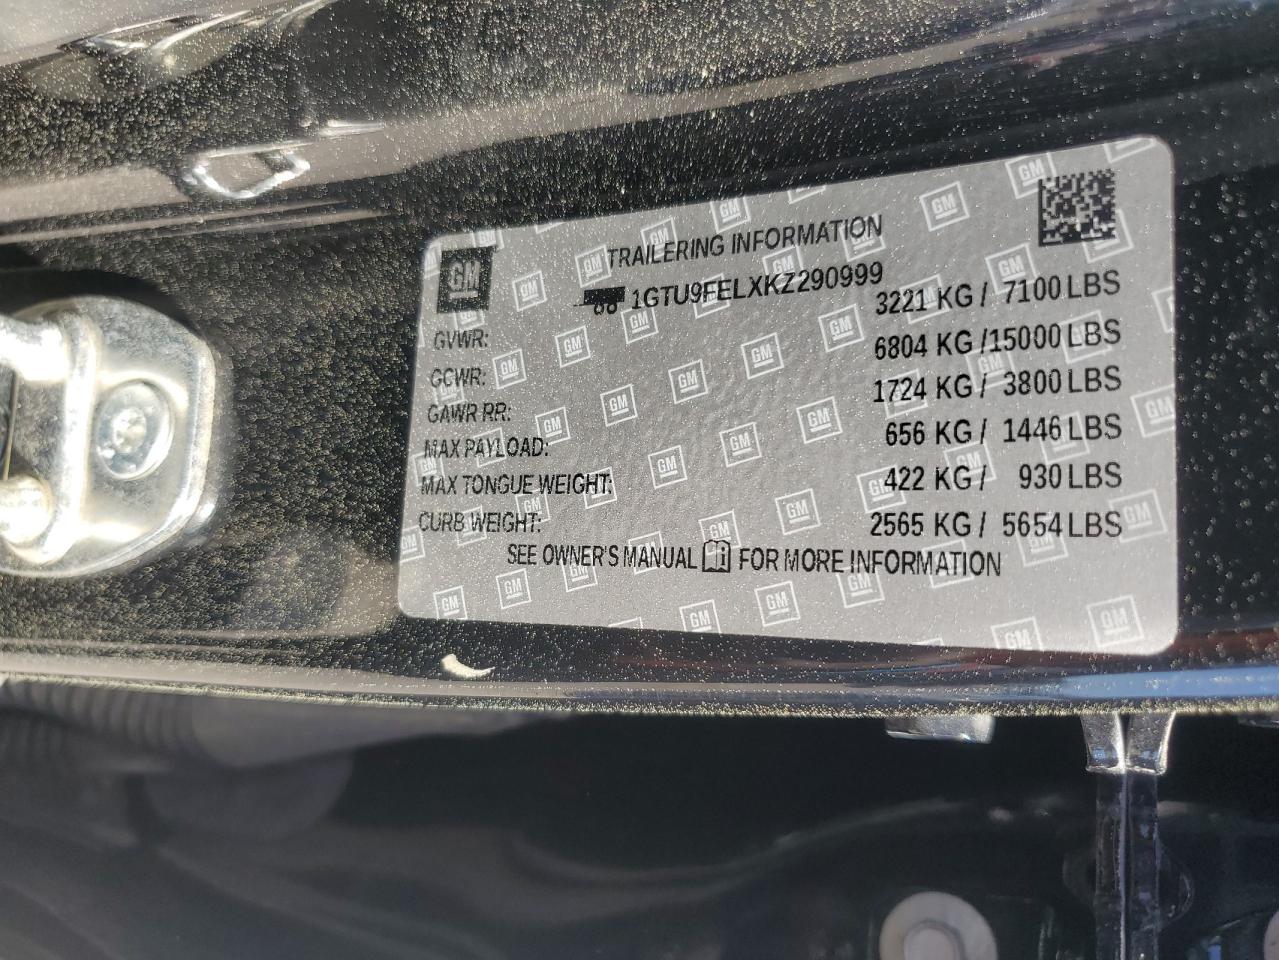 GM
TRAILERING INFORMATION
1GTU9FELXKZ290999
GVWR: 3221 KG / 7100 LBS
GCWR: 6804 KG / 15000 LBS
GAWR RR: 1724 KG / 3800 LBS
MAX PAYLOAD: 656 KG / 1446 LBS
MAX TONGUE WEIGHT: 422 KG / 930 LBS
CURB WEIGHT: 2565 KG / 5654 LBS
SEE OWNER'S MANUAL FOR MORE INFORMATION